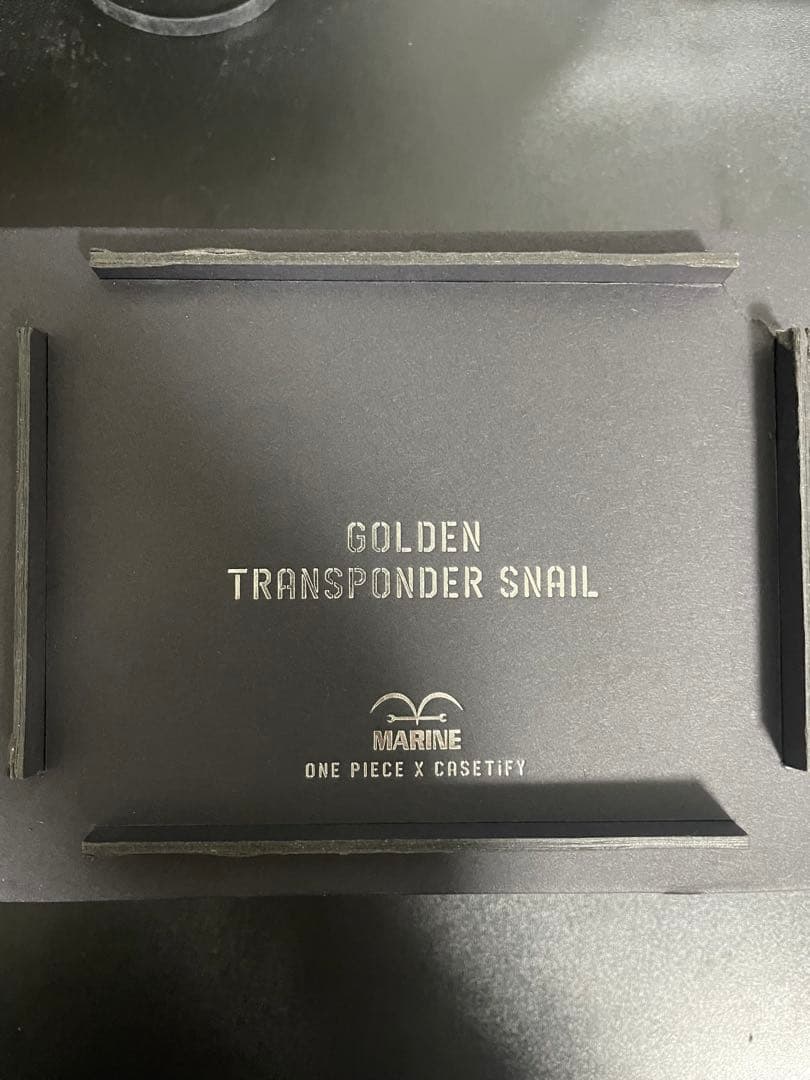 GOLDEN
TRANSPONDER SNAIL
MARINE
ONE PIECE X CASETiFY